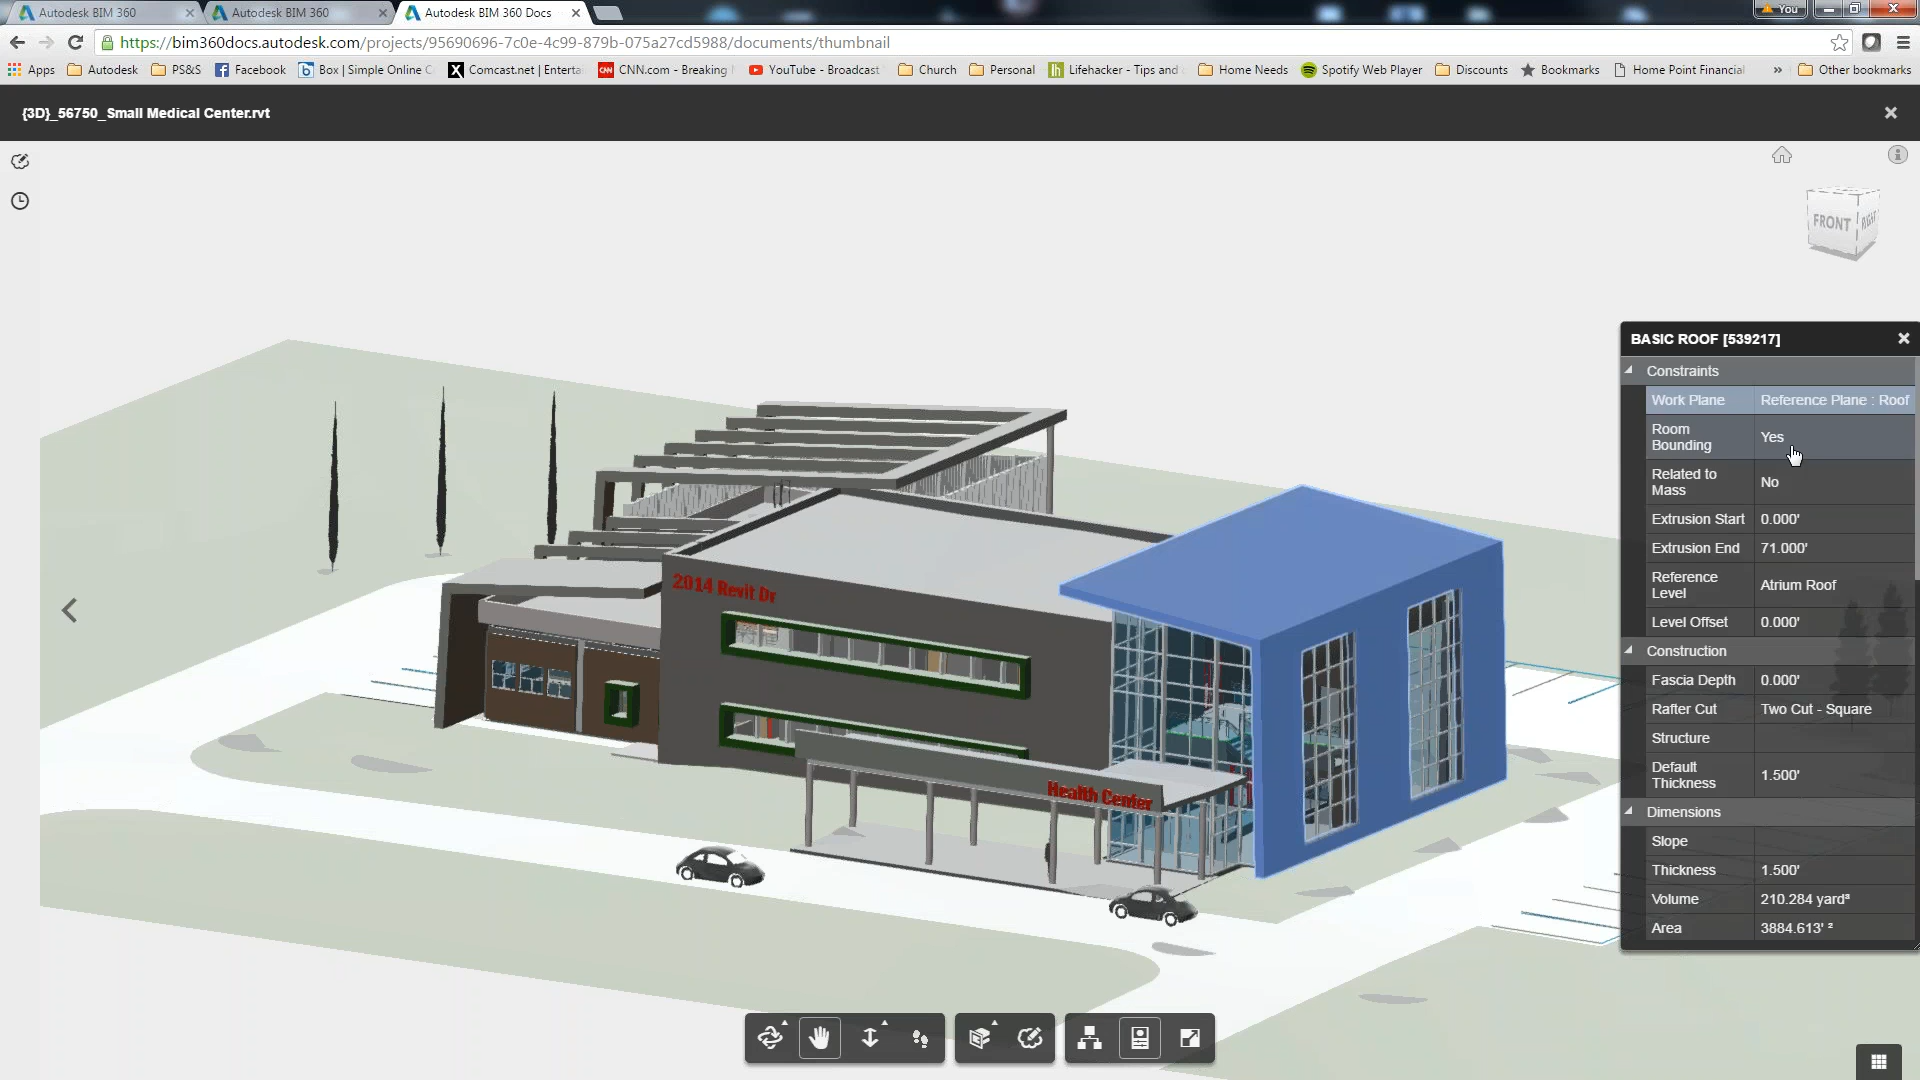 Autodesk BIM 360
Autodesk BIM 360
Autodesk BIM 360 Docs
You
https://bim360docs.autodesk.com/projects/95690696-7c0e-4c99-879b-075a27cd5988/documents/thumbnail
Apps
Autodesk
PS&S
Facebook
Box | Simple Online C
Comcast.net | Enterta
CNN.com - Breaking
YouTube - Broadcast
Church
Personal
Lifehacker - Tips and
Home Needs
Spotify Web Player
Discounts
Bookmarks
Home Point Financial
»
Other bookmarks
{3D}_56750_Small Medical Center.rvt
FRONT
RIGHT
BASIC ROOF [539217]
Constraints
Work Plane Reference Plane : Roof
Room Bounding Yes
Related to Mass No
Extrusion Start 0.000'
Extrusion End 71.000'
Reference Level Atrium Roof
Level Offset 0.000'
Construction
Fascia Depth 0.000'
Rafter Cut Two Cut - Square
Structure
Default Thickness 1.500'
Dimensions
Slope
Thickness 1.500'
Volume 210.284 yard³
Area 3884.613' ²
2014 Revit Dr
Health Center